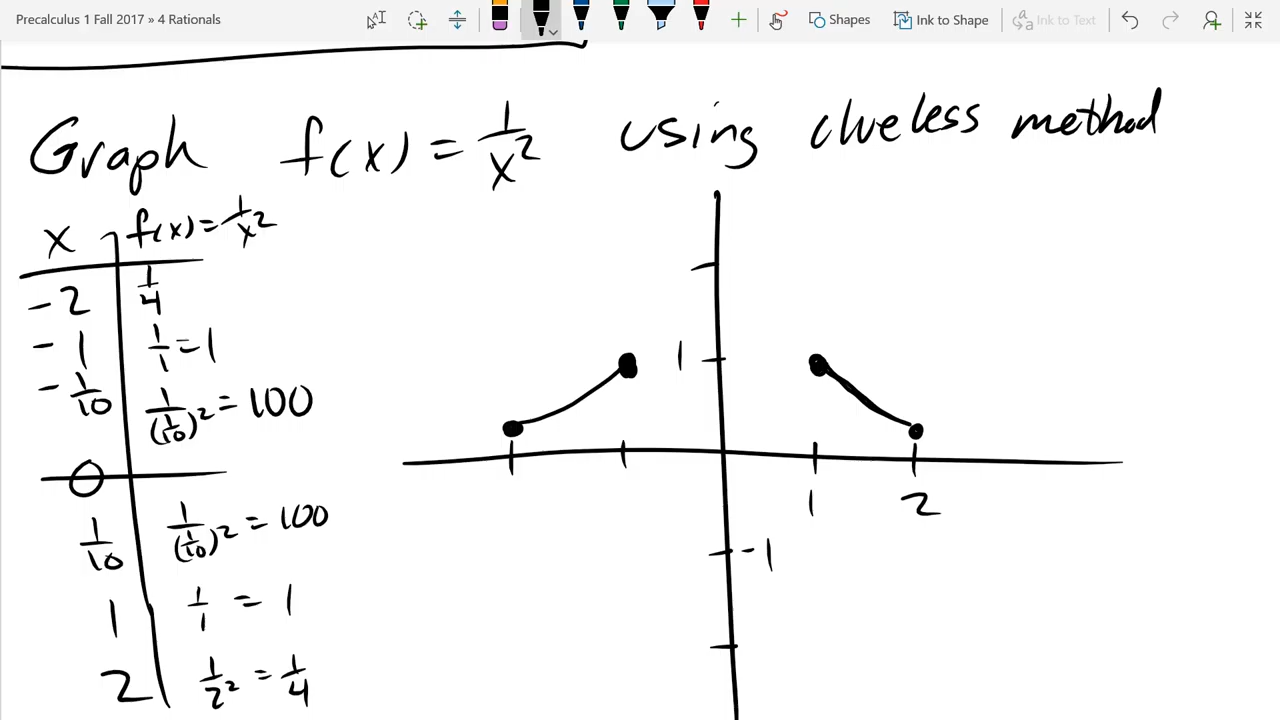 Precalculus 1 Fall 2017 » 4 Rationals
Shapes
Ink to Shape
Ink to Text
Graph f(x) = 1/x² using clueless method
x f(x) = 1/x²
-2 1/4
-1 1/1 = 1
-1/10 1/(1/10)² = 100
0
1/10 1/(1/10)² = 100
1 1/1 = 1
2 1/2² = 1/4
1
1 2
-1